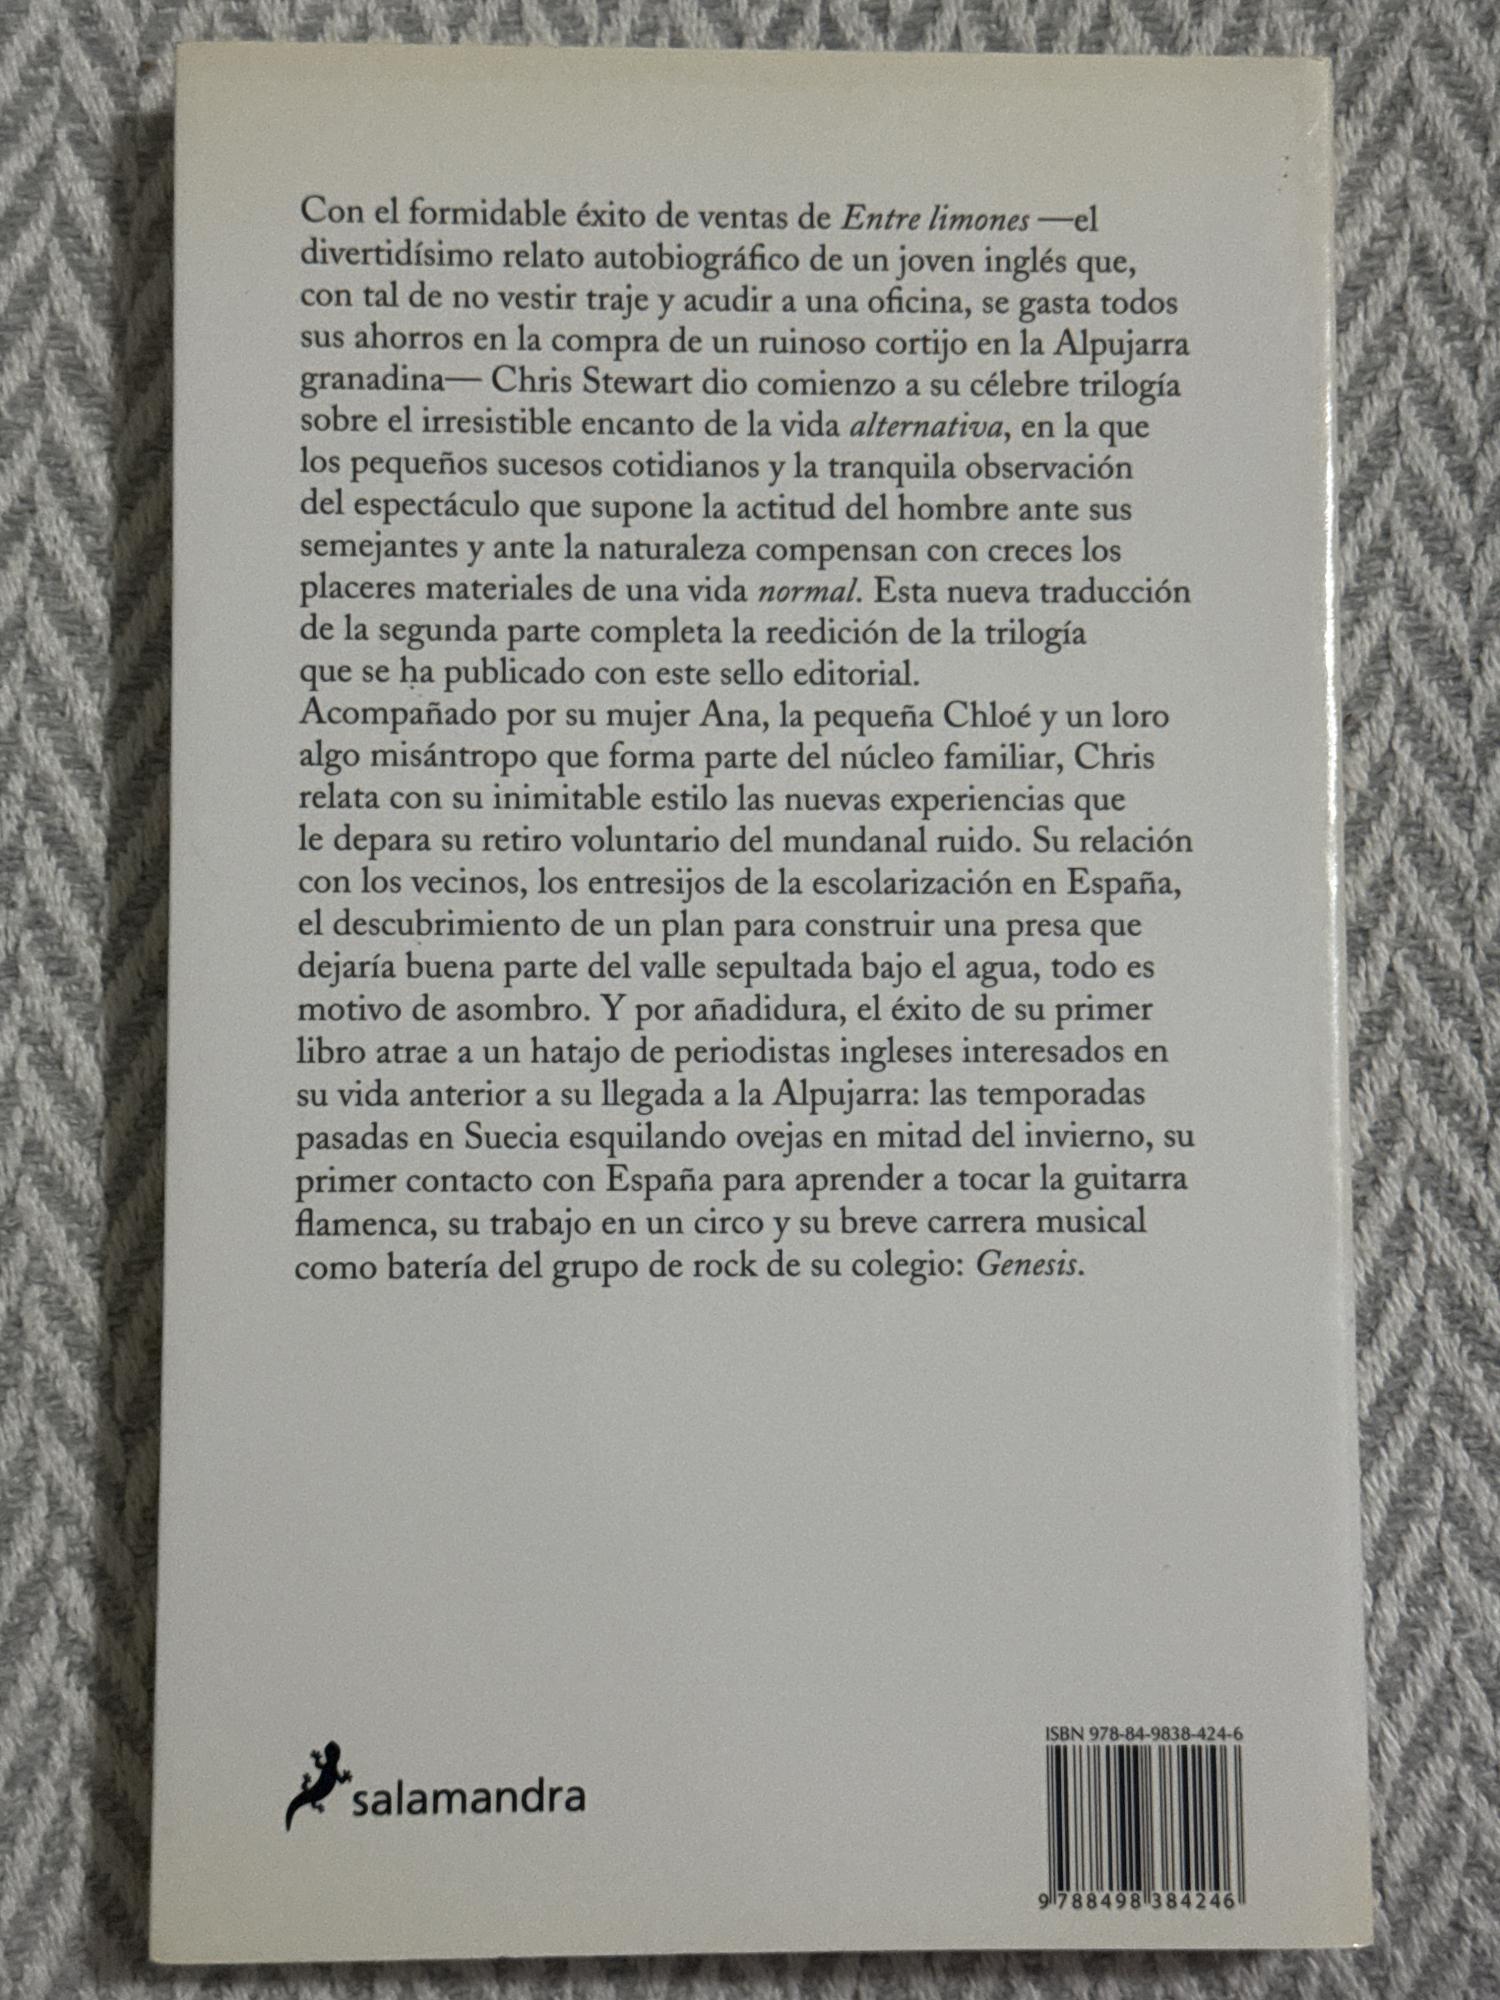 Con el formidable éxito de ventas de Entre limones —el
divertidísimo relato autobiográfico de un joven inglés que,
con tal de no vestir traje y acudir a una oficina, se gasta todos
sus ahorros en la compra de un ruinoso cortijo en la Alpujarra
granadina— Chris Stewart dio comienzo a su célebre trilogía
sobre el irresistible encanto de la vida alternativa, en la que
los pequeños sucesos cotidianos y la tranquila observación
del espectáculo que supone la actitud del hombre ante sus
semejantes y ante la naturaleza compensan con creces los
placeres materiales de una vida normal. Esta nueva traducción
de la segunda parte completa la reedición de la trilogía
que se ha publicado con este sello editorial.
Acompañado por su mujer Ana, la pequeña Chloé y un loro
algo misántropo que forma parte del núcleo familiar, Chris
relata con su inimitable estilo las nuevas experiencias que
le depara su retiro voluntario del mundanal ruido. Su relación
con los vecinos, los entresijos de la escolarización en España,
el descubrimiento de un plan para construir una presa que
dejaría buena parte del valle sepultada bajo el agua, todo es
motivo de asombro. Y por añadidura, el éxito de su primer
libro atrae a un hatajo de periodistas ingleses interesados en
su vida anterior a su llegada a la Alpujarra: las temporadas
pasadas en Suecia esquilando ovejas en mitad del invierno, su
primer contacto con España para aprender a tocar la guitarra
flamenca, su trabajo en un circo y su breve carrera musical
como batería del grupo de rock de su colegio: Genesis.
salamandra
ISBN 978-84-9838-424-6
9 788498 384246